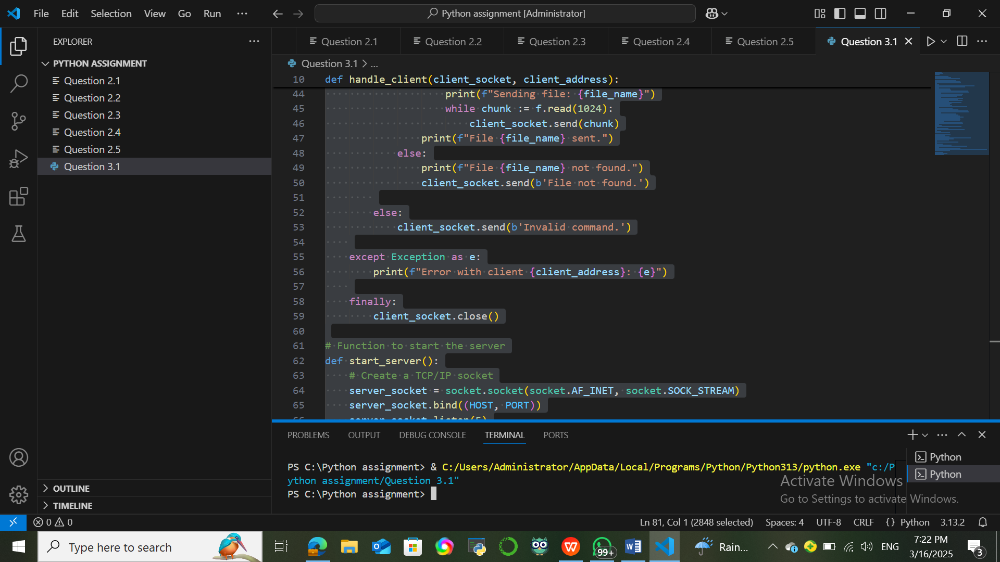 File Edit Selection View Go Run ··· Python assignment [Administrator]
EXPLORER ···
PYTHON ASSIGNMENT
Question 2.1
Question 2.2
Question 2.3
Question 2.4
Question 2.5
Question 3.1
OUTLINE
TIMELINE
Question 2.1 Question 2.2 Question 2.3 Question 2.4 Question 2.5 Question 3.1
Question 3.1 > ...
10 def handle_client(client_socket, client_address):
44 print(f"Sending file: {file_name}")
45 while chunk := f.read(1024):
46 client_socket.send(chunk)
47 print(f"File {file_name} sent.")
48 else:
49 print(f"File {file_name} not found.")
50 client_socket.send(b'File not found.')
51
52 else:
53 client_socket.send(b'Invalid command.')
54
55 except Exception as e:
56 print(f"Error with client {client_address}: {e}")
57
58 finally:
59 client_socket.close()
60
61 # Function to start the server
62 def start_server():
63 # Create a TCP/IP socket
64 server_socket = socket.socket(socket.AF_INET, socket.SOCK_STREAM)
65 server_socket.bind((HOST, PORT))
66 server_socket.listen(5)
PROBLEMS OUTPUT DEBUG CONSOLE TERMINAL PORTS
PS C:\Python assignment> & C:/Users/Administrator/AppData/Local/Programs/Python/Python313/python.exe "c:/P
ython assignment/Question 3.1"
PS C:\Python assignment>
Python
Python
Activate Windows
Go to Settings to activate Windows.
0 0 Ln 81, Col 1 (2848 selected) Spaces: 4 UTF-8 CRLF {} Python 3.13.2
Type here to search 99+ Rain... ENG
7:22 PM
3/16/2025
3